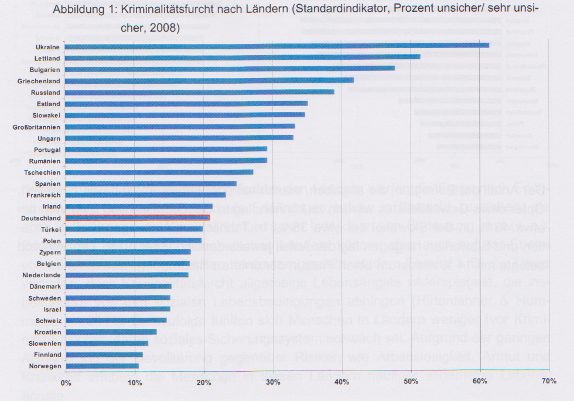 Abbildung 1: Kriminalitätsfurcht nach Ländern (Standardindikator, Prozent unsicher/ sehr unsi-
cher, 2008)
Ukraine
Lettland
Bulgarien
Griechenland
Russland
Estland
Slowakei
Großbritannien
Ungarn
Portugal
Rumänien
Tschechien
Spanien
Frankreich
Irland
Deutschland
Türkei
Polen
Zypern
Belgien
Niederlande
Dänemark
Schweden
Israel
Schweiz
Kroatien
Slowenien
Finnland
Norwegen
0% 10% 20% 30% 40% 50% 60% 70%